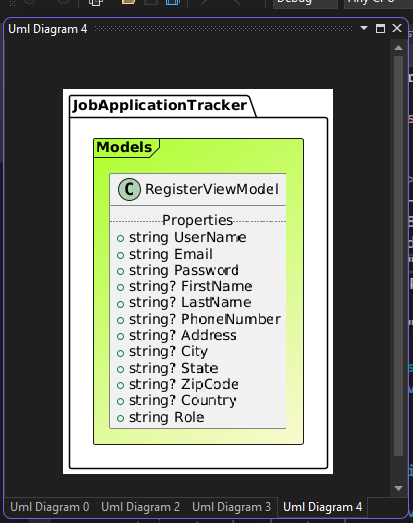 Debug
Any CPU
Uml Diagram 4
JobApplicationTracker
Models
C RegisterViewModel
Properties
string UserName
string Email
string Password
string? FirstName
string? LastName
string? PhoneNumber
string? Address
string? City
string? State
string? ZipCode
string? Country
string Role
Uml Diagram 0 Uml Diagram 2 Uml Diagram 3 Uml Diagram 4